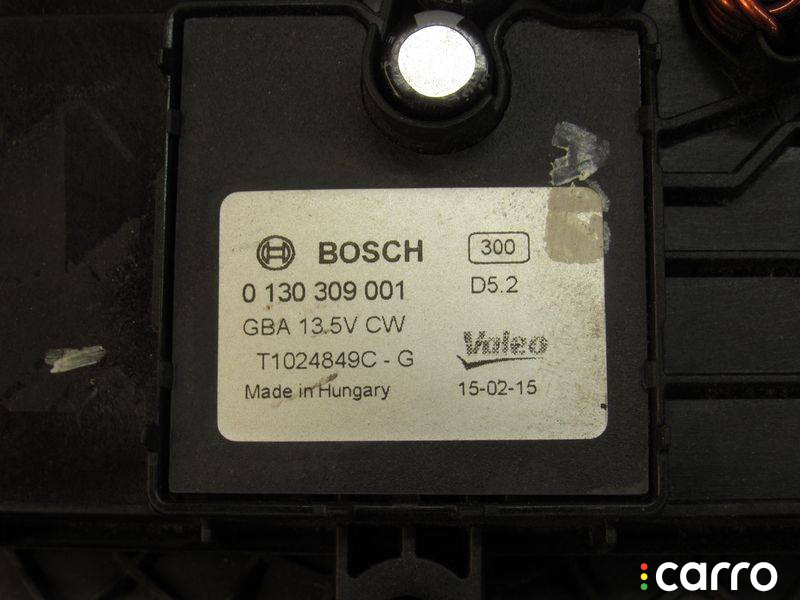 BOSCH 300
0 130 309 001 D5.2
GBA 13.5V CW
Valeo
T1024849C - G
Made in Hungary 15-02-15
carro